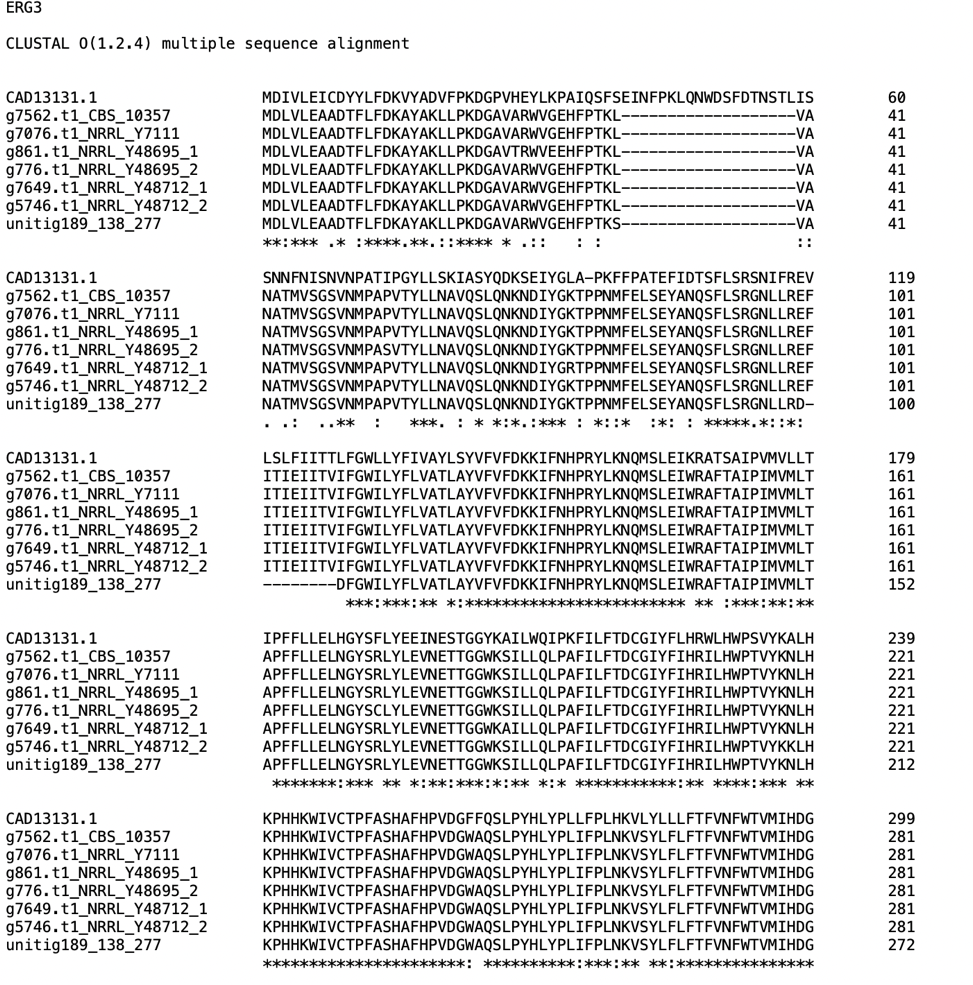 ERG3
CLUSTAL O(1.2.4) multiple sequence alignment
CAD13131.1 MDIVLEICDYYLFDKVYADVFPKDGPVHEYLKPAIQSFSEINFPKLQNWDSFDTNSTLIS 60
g7562.t1_CBS_10357 MDLVLEAADTFLFDKAYAKLLPKDGAVARWVGEHFPTKL-------------------VA 41
g7076.t1_NRRL_Y7111 MDLVLEAADTFLFDKAYAKLLPKDGAVARWVGEHFPTKL-------------------VA 41
g861.t1_NRRL_Y48695_1 MDLVLEAADTFLFDKAYAKLLPKDGAVTRWVEEHFPTKL-------------------VA 41
g776.t1_NRRL_Y48695_2 MDLVLEAADTFLFDKAYAKLLPKDGAVARWVGEHFPTKL-------------------VA 41
g7649.t1_NRRL_Y48712_1 MDLVLEAADTFLFDKAYAKLLPKDGAVARWVGEHFPTKL-------------------VA 41
g5746.t1_NRRL_Y48712_2 MDLVLEAADTFLFDKAYAKLLPKDGAVARWVGEHFPTKL-------------------VA 41
unitig189_138_277 MDLVLEAADTFLFDKAYAKLLPKDGAVARWVGEHFPTKS-------------------VA 41
**:*** .* :****.**.::**** * .:: : : ::
CAD13131.1 SNNFNISNVNPATIPGYLLSKIASYQDKSEIYGLA-PKFFPATEFIDTSFLSRSNIFREV 119
g7562.t1_CBS_10357 NATMVSGSVNMPAPVTYLLNAVQSLQNKNDIYGKTPPNMFELSEYANQSFLSRGNLLREF 101
g7076.t1_NRRL_Y7111 NATMVSGSVNMPAPVTYLLNAVQSLQNKNDIYGKTPPNMFELSEYANQSFLSRGNLLREF 101
g861.t1_NRRL_Y48695_1 NATMVSGSVNMPASVTYLLNAVQSLQNKNDIYGKTPPNMFELSEYANQSFLSRGNLLREF 101
g776.t1_NRRL_Y48695_2 NATMVSGSVNMPASVTYLLNAVQSLQNKNDIYGKTPPNMFELSEYANQSFLSRGNLLREF 101
g7649.t1_NRRL_Y48712_1 NATMVSGSVNMPAPVTYLLNAVQSLQNKNDIYGRTPPNMFELSEYANQSFLSRGNLLREF 101
g5746.t1_NRRL_Y48712_2 NATMVSGSVNMPAPVTYLLNAVQSLQNKNDIYGKTPPNMFELSEYANQSFLSRGNLLREF 101
unitig189_138_277 NATMVSGSVNMPAPVTYLLNAVQSLQNKNDIYGKTPPNMFELSEYANQSFLSRGNLLRD- 100
. .: ..** : ***. : * *:*.:*** : *::* :*: : *****.*::*:
CAD13131.1 LSLFIITTLFGWLLYFIVAYLSYVFVFDKKIFNHPRYLKNQMSLEIKRATSAIPVMVLLT 179
g7562.t1_CBS_10357 ITIEIITVIFGWILYFLVATLAYVFVFDKKIFNHPRYLKNQMSLEIWRAFTAIPIMVMLT 161
g7076.t1_NRRL_Y7111 ITIEIITVIFGWILYFLVATLAYVFVFDKKIFNHPRYLKNQMSLEIWRAFTAIPIMVMLT 161
g861.t1_NRRL_Y48695_1 ITIEIITVIFGWILYFLVATLAYVFVFDKKIFNHPRYLKNQMSLEIWRAFTAIPIMVMLT 161
g776.t1_NRRL_Y48695_2 ITIEIITVIFGWILYFLVATLAYVFVFDKKIFNHPRYLKNQMSLEIWRAFTAIPIMVMLT 161
g7649.t1_NRRL_Y48712_1 ITIEIITVIFGWILYFLVATLAYVFVFDKKIFNHPRYLKNQMSLEIWRAFTAIPIMVMLT 161
g5746.t1_NRRL_Y48712_2 ITIEIITVIFGWILYFLVATLAYVFVFDKKIFNHPRYLKNQMSLEIWRAFTAIPIMVMLT 161
unitig189_138_277 --------DFGWILYFLVATLAYVFVFDKKIFNHPRYLKNQMSLEIWRAFTAIPIMVMLT 152
***:***:** *:************************ ** :***:**:**
CAD13131.1 IPFFLLELHGYSFLYEEINESTGGYKAILWQIPKFILFTDCGIYFLHRWLHWPSVYKALH 239
g7562.t1_CBS_10357 APFFLLELNGYSRLYLEVNETTGGWKSILLQLPAFILFTDCGIYFIHRILHWPTVYKNLH 221
g7076.t1_NRRL_Y7111 APFFLLELNGYSRLYLEVNETTGGWKSILLQLPAFILFTDCGIYFIHRILHWPTVYKNLH 221
g861.t1_NRRL_Y48695_1 APFFLLELNGYSRLYLEVNETTGGWKSILLQLPAFILFTDCGIYFIHRILHWPTVYKNLH 221
g776.t1_NRRL_Y48695_2 APFFLLELNGYSCLYLEVNETTGGWKSILLQLPAFILFTDCGIYFIHRILHWPTVYKNLH 221
g7649.t1_NRRL_Y48712_1 APFFLLELNGYSRLYLEVNETTGGWKAILLQLPAFILFTDCGIYFIHRILHWPTVYKNLH 221
g5746.t1_NRRL_Y48712_2 APFFLLELNGYSRLYLEVNETTGGWKSILLQLPAFILFTDCGIYFIHRILHWPTVYKKLH 221
unitig189_138_277 APFFLLELNGYSRLYLEVNETTGGWKSILLQLPAFILFTDCGIYFIHRILHWPTVYKNLH 212
*******:*** ** *:**:***:*:** *:* ***********:** ****:*** **
CAD13131.1 KPHHKWIVCTPFASHAFHPVDGFFQSLPYHLYPLLFPLHKVLYLLLFTFVNFWTVMIHDG 299
g7562.t1_CBS_10357 KPHHKWIVCTPFASHAFHPVDGWAQSLPYHLYPLIFPLNKVSYLFLFTFVNFWTVMIHDG 281
g7076.t1_NRRL_Y7111 KPHHKWIVCTPFASHAFHPVDGWAQSLPYHLYPLIFPLNKVSYLFLFTFVNFWTVMIHDG 281
g861.t1_NRRL_Y48695_1 KPHHKWIVCTPFASHAFHPVDGWAQSLPYHLYPLIFPLNKVSYLFLFTFVNFWTVMIHDG 281
g776.t1_NRRL_Y48695_2 KPHHKWIVCTPFASHAFHPVDGWAQSLPYHLYPLIFPLNKVSYLFLFTFVNFWTVMIHDG 281
g7649.t1_NRRL_Y48712_1 KPHHKWIVCTPFASHAFHPVDGWAQSLPYHLYPLIFPLNKVSYLFLFTFVNFWTVMIHDG 281
g5746.t1_NRRL_Y48712_2 KPHHKWIVCTPFASHAFHPVDGWAQSLPYHLYPLIFPLNKVSYLFLFTFVNFWTVMIHDG 281
unitig189_138_277 KPHHKWIVCTPFASHAFHPVDGWAQSLPYHLYPLIFPLNKVSYLFLFTFVNFWTVMIHDG 272
**********************: **********:***:** **:***************